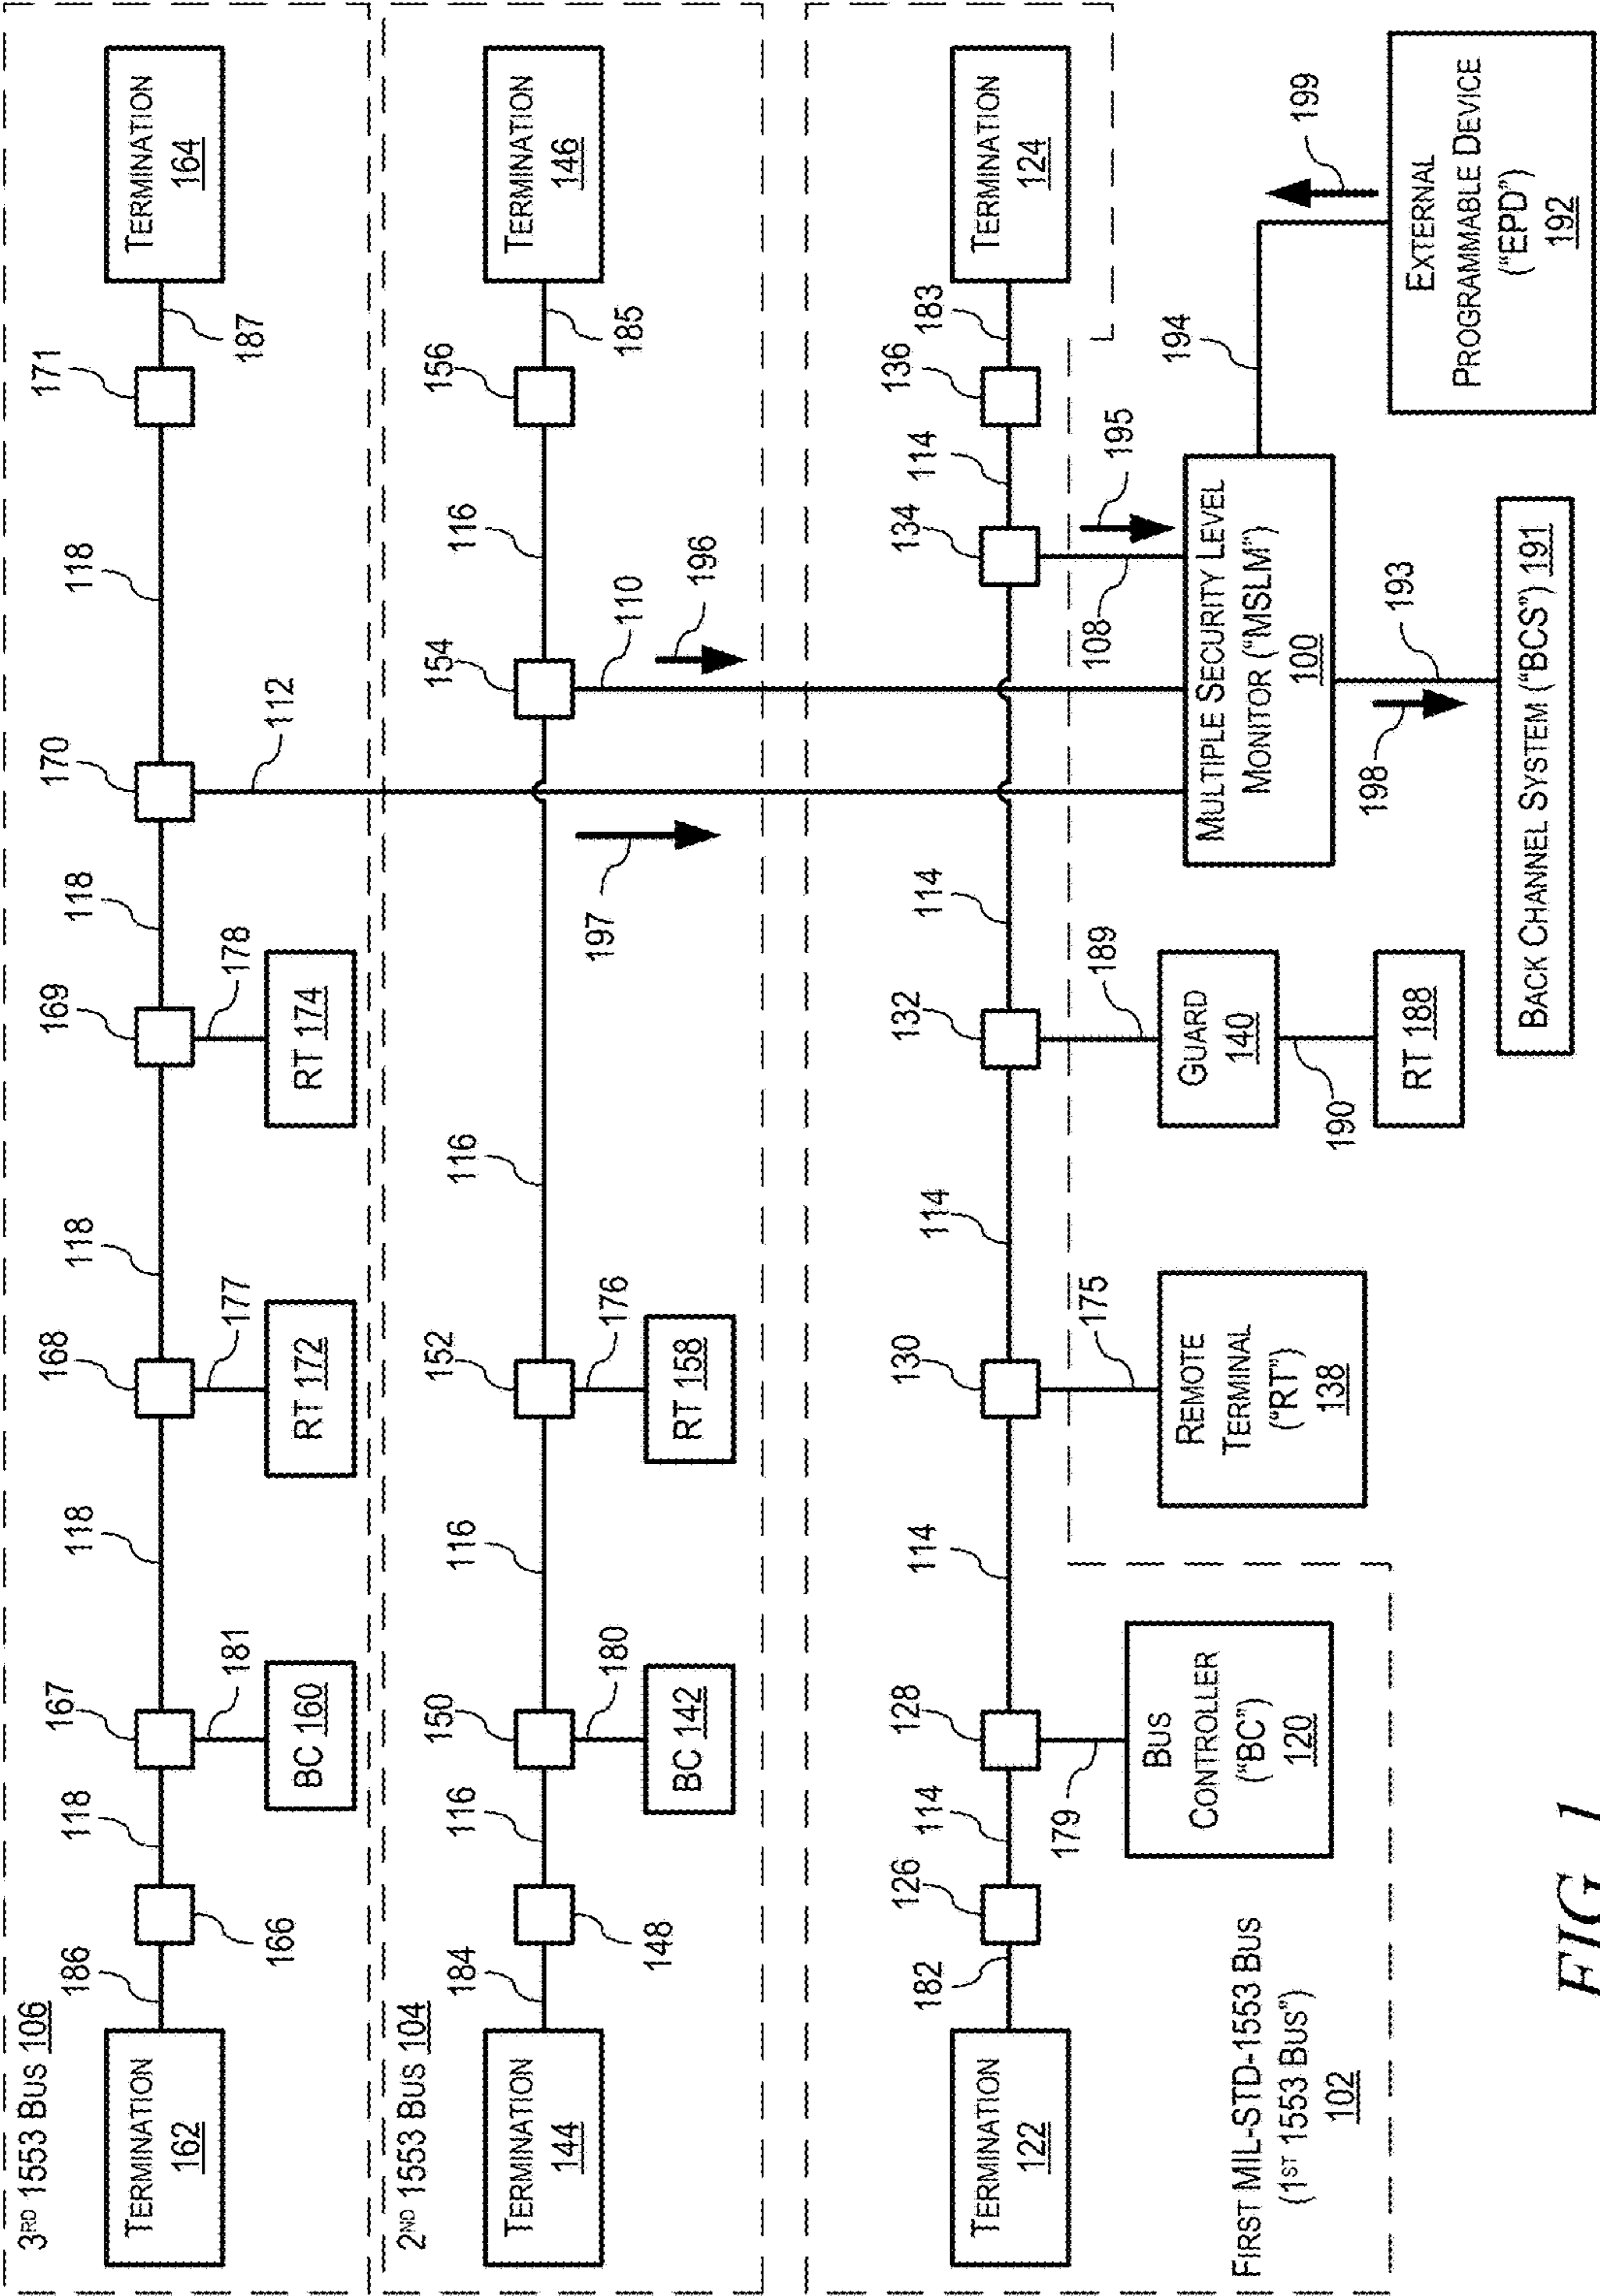 3RD 1553 BUS 106
TERMINATION
162
186
166
118
167
181
BC 160
118
168
177
RT 172
118
169
178
RT 174
118
170
112
118
171
187
TERMINATION
164
2ND 1553 BUS 104
TERMINATION
144
184
148
116
150
180
BC 142
116
152
176
RT 158
116
197
154
110
196
116
156
185
TERMINATION
146
TERMINATION
122
182
126
114
128
179
BUS
CONTROLLER
("BC")
120
114
130
175
REMOTE
TERMINAL
("RT")
138
114
132
189
GUARD
140
190
RT 188
114
134
108
195
114
136
183
TERMINATION
124
FIRST MIL-STD-1553 BUS
(1ST 1553 BUS")
102
MULTIPLE SECURITY LEVEL
MONITOR ("MSLM")
100
194
199
EXTERNAL
PROGRAMMABLE DEVICE
("EPD")
192
198
193
BACK CHANNEL SYSTEM ("BCS") 191
FIG. 1